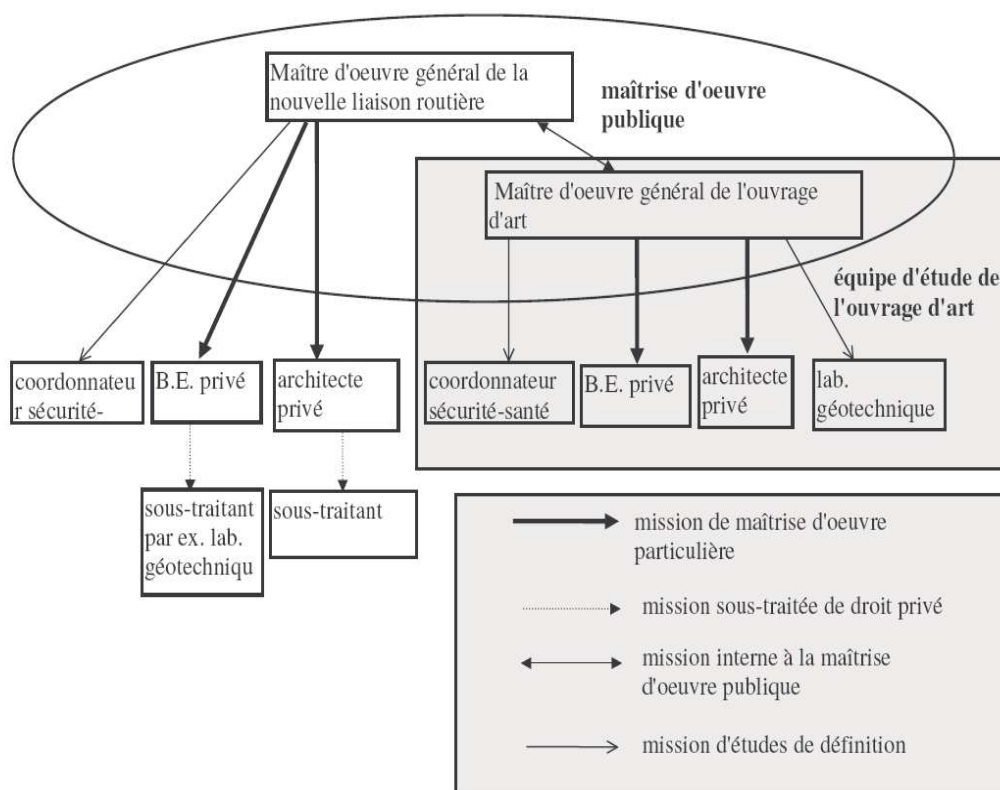 Maître d'oeuvre général de la
nouvelle liaison routière
maîtrise d'oeuvre
publique
Maître d'oeuvre général de l'ouvrage
d'art
équipe d'étude de
l'ouvrage d'art
coordonnateu
r sécurité-
B.E. privé
architecte
privé
coordonnateur
sécurité-santé
B.E. privé
architecte
privé
lab.
géotechnique
sous-traitant
par ex. lab.
géotechniqu
sous-traitant
mission de maîtrise d'oeuvre
particulière
mission sous-traitée de droit privé
mission interne à la maîtrise
d'oeuvre publique
mission d'études de définition